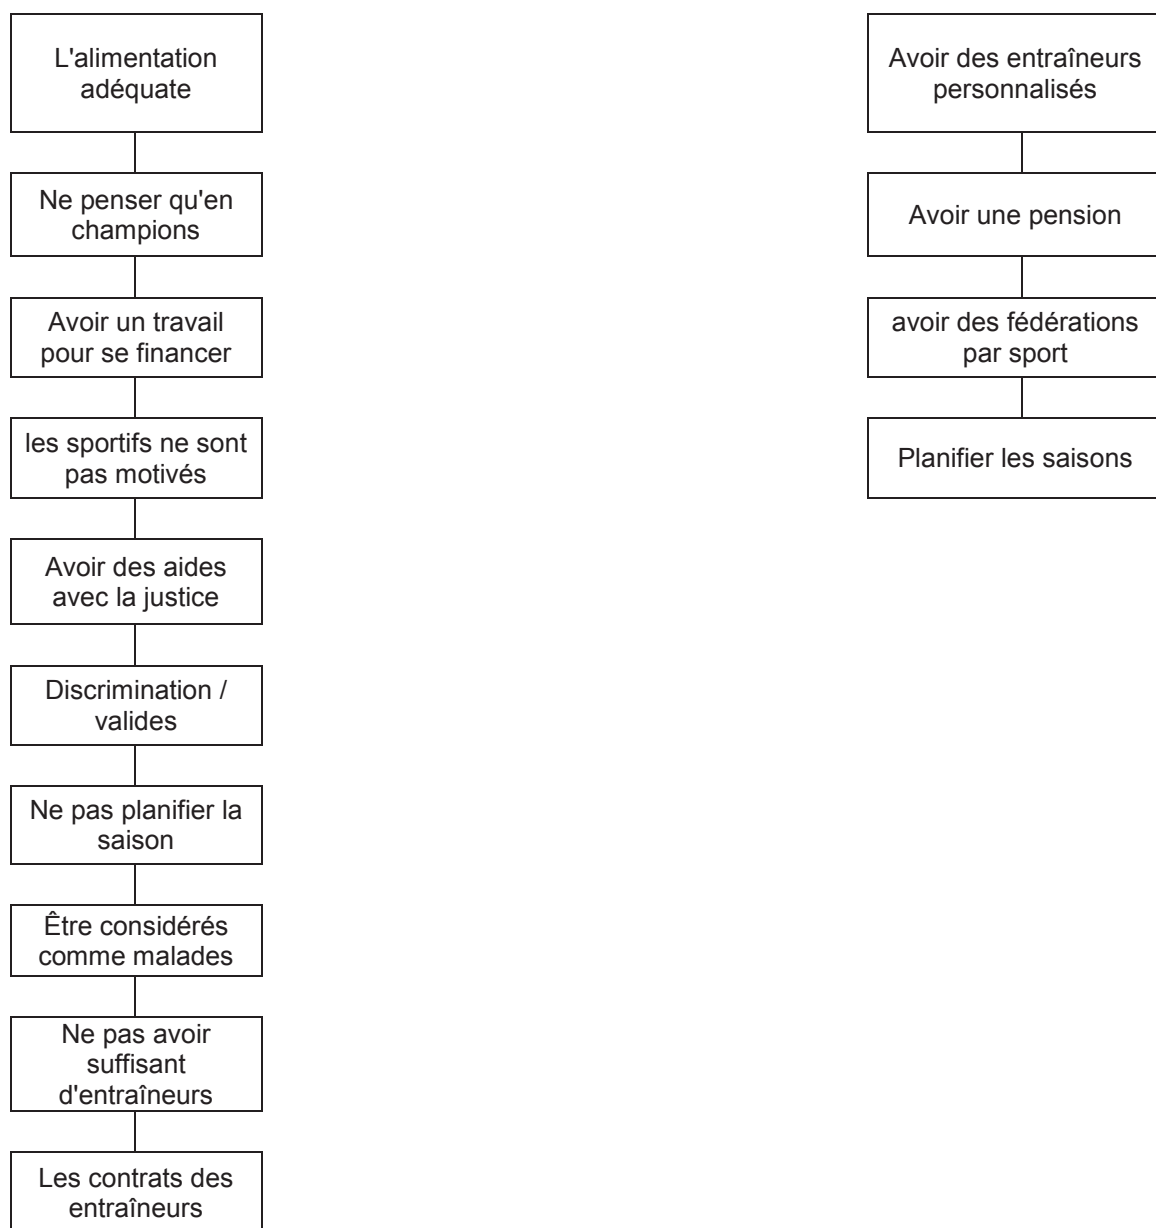 L'alimentation
adéquate
Ne penser qu'en
champions
Avoir un travail
pour se financer
les sportifs ne sont
pas motivés
Avoir des aides
avec la justice
Discrimination /
valides
Ne pas planifier la
saison
Être considérés
comme malades
Ne pas avoir
suffisant
d'entraîneurs
Les contrats des
entraîneurs
Avoir des entraîneurs
personnalisés
Avoir une pension
avoir des fédérations
par sport
Planifier les saisons